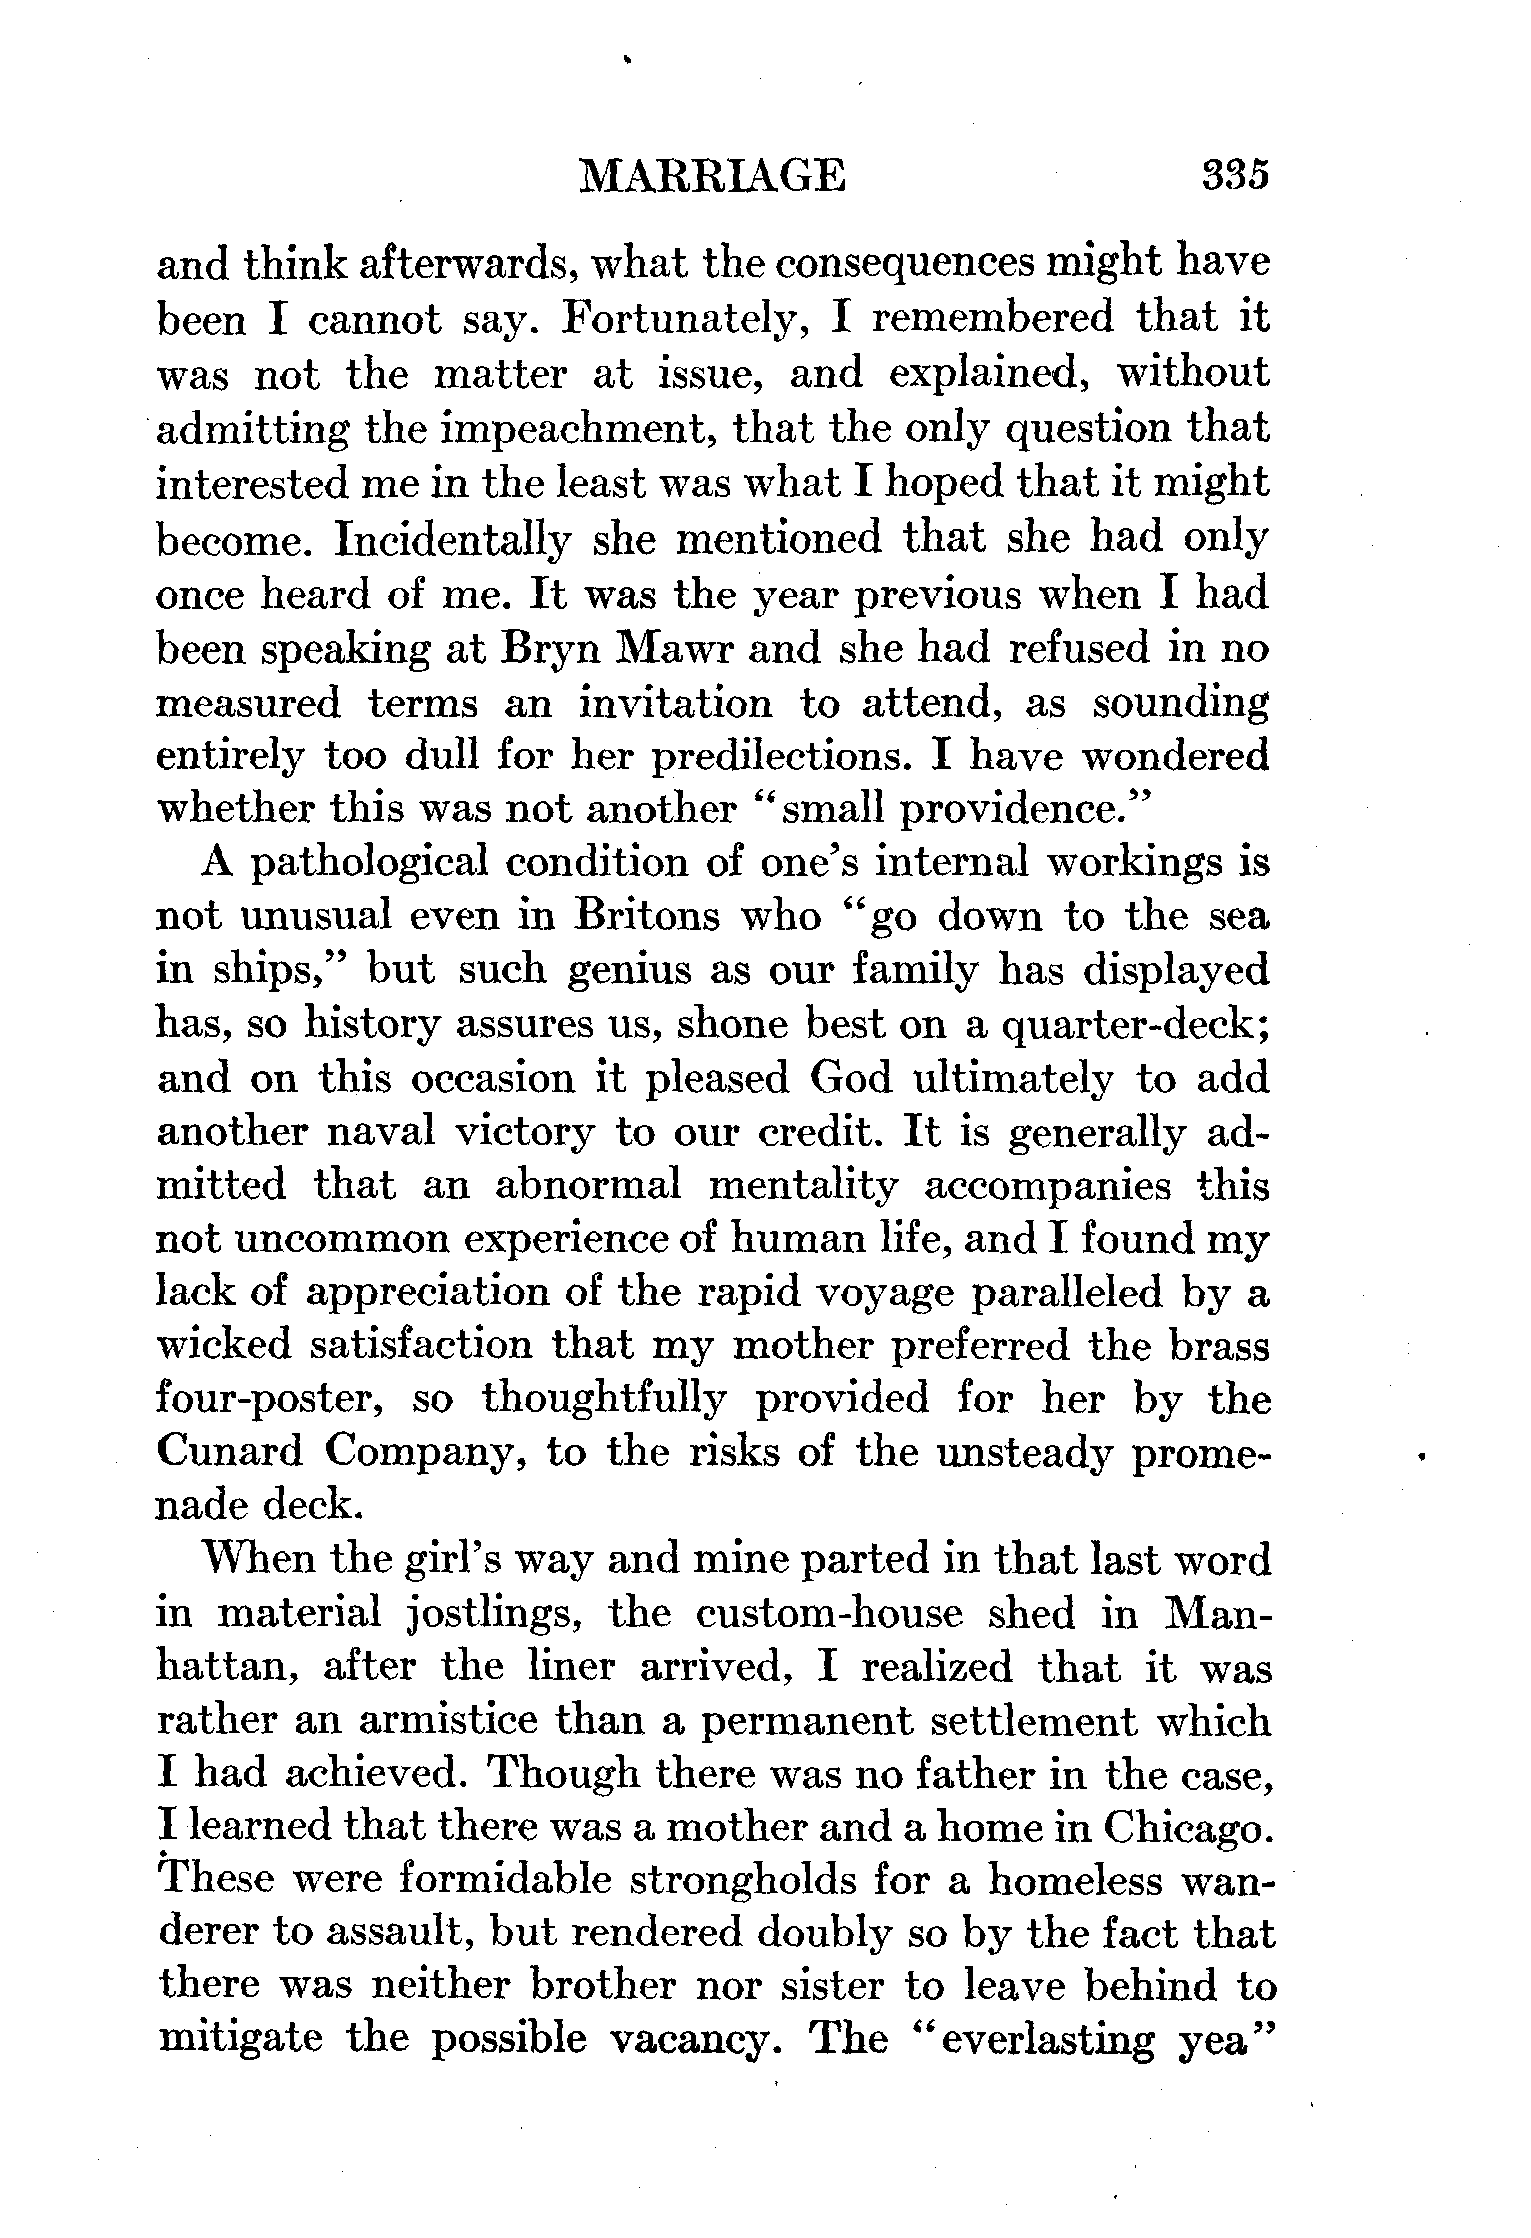 MARRIAGE 335
and think afterwards, what the consequences might have
been I cannot say. Fortunately, I remembered that it
was not the matter at issue, and explained, without
admitting the impeachment, that the only question that
interested me in the least was what I hoped that it might
become. Incidentally she mentioned that she had only
once heard of me. It was the year previous when I had
been speaking at Bryn Mawr and she had refused in no
measured terms an invitation to attend, as sounding
entirely too dull for her predilections. I have wondered
whether this was not another "small providence."
A pathological condition of one's internal workings is
not unusual even in Britons who "go down to the sea
in ships," but such genius as our family has displayed
has, so history assures us, shone best on a quarter-deck;
and on this occasion it pleased God ultimately to add
another naval victory to our credit. It is generally ad-
mitted that an abnormal mentality accompanies this
not uncommon experience of human life, and I found my
lack of appreciation of the rapid voyage paralleled by a
wicked satisfaction that my mother preferred the brass
four-poster, so thoughtfully provided for her by the
Cunard Company, to the risks of the unsteady prome-
nade deck.
When the girl's way and mine parted in that last word
in material jostlings, the custom-house shed in Man-
hattan, after the liner arrived, I realized that it was
rather an armistice than a permanent settlement which
I had achieved. Though there was no father in the case,
I learned that there was a mother and a home in Chicago.
These were formidable strongholds for a homeless wan-
derer to assault, but rendered doubly so by the fact that
there was neither brother nor sister to leave behind to
mitigate the possible vacancy. The "everlasting yea"